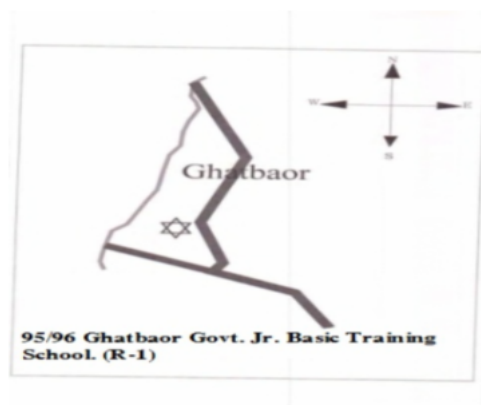 N
W
E
S
Ghatbaor
95/96 Ghatbaor Govt. Jr. Basic Training
School. (R-1)